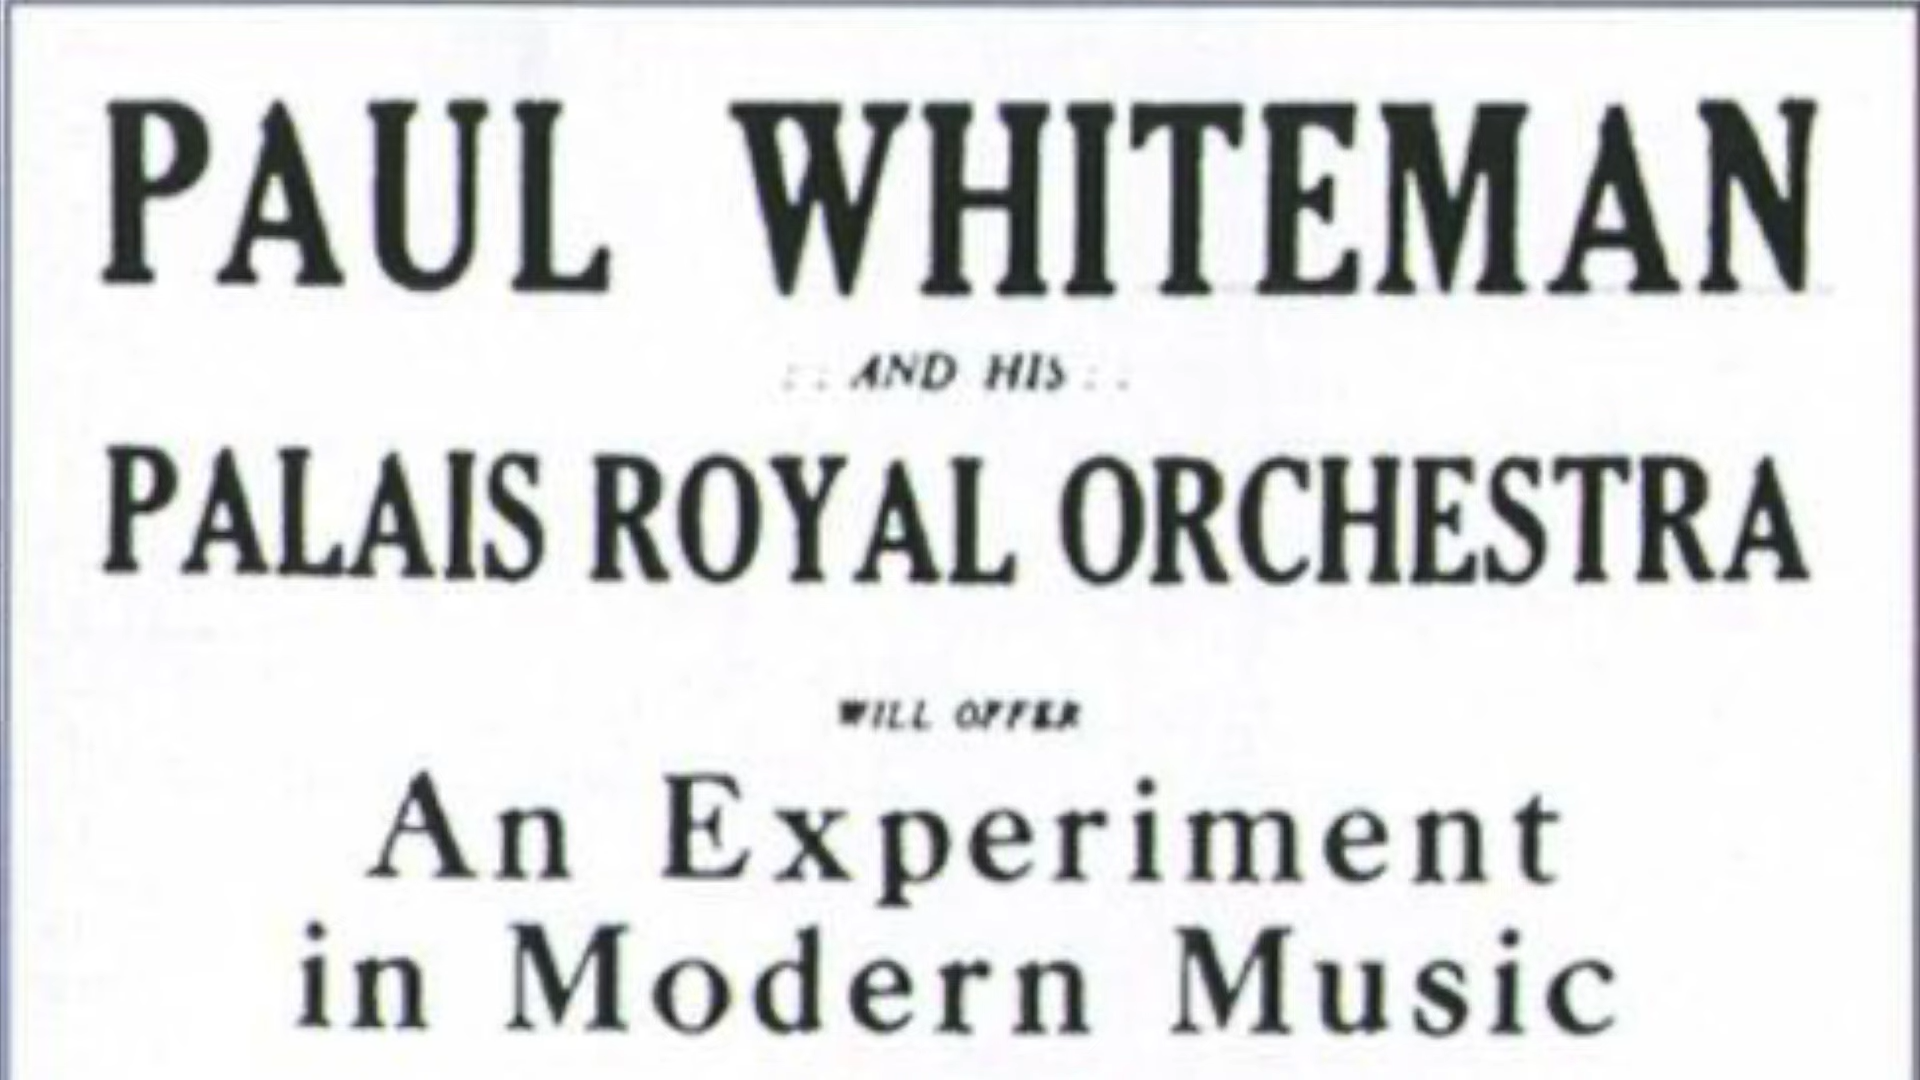 PAUL WHITEMAN
: . AND HIS : .
PALAIS ROYAL ORCHESTRA
WILL OFFER
An Experiment
in Modern Music